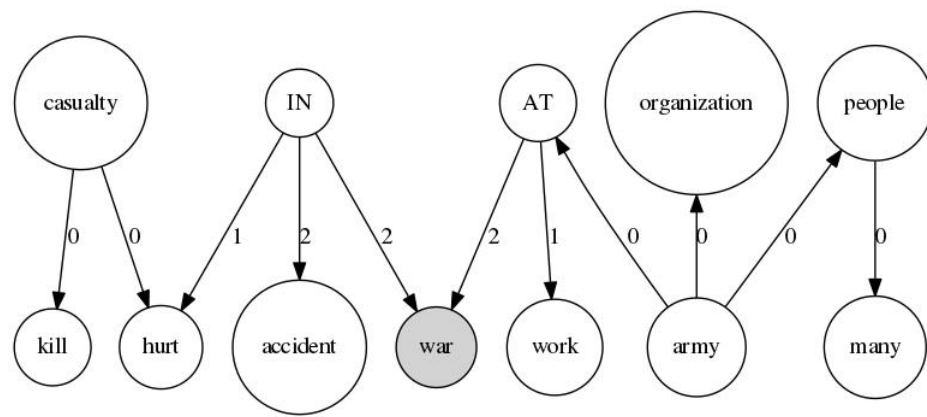 casualty IN AT organization people
0 0 1 2 2 2 1 0 0 0 0
kill hurt accident war work army many